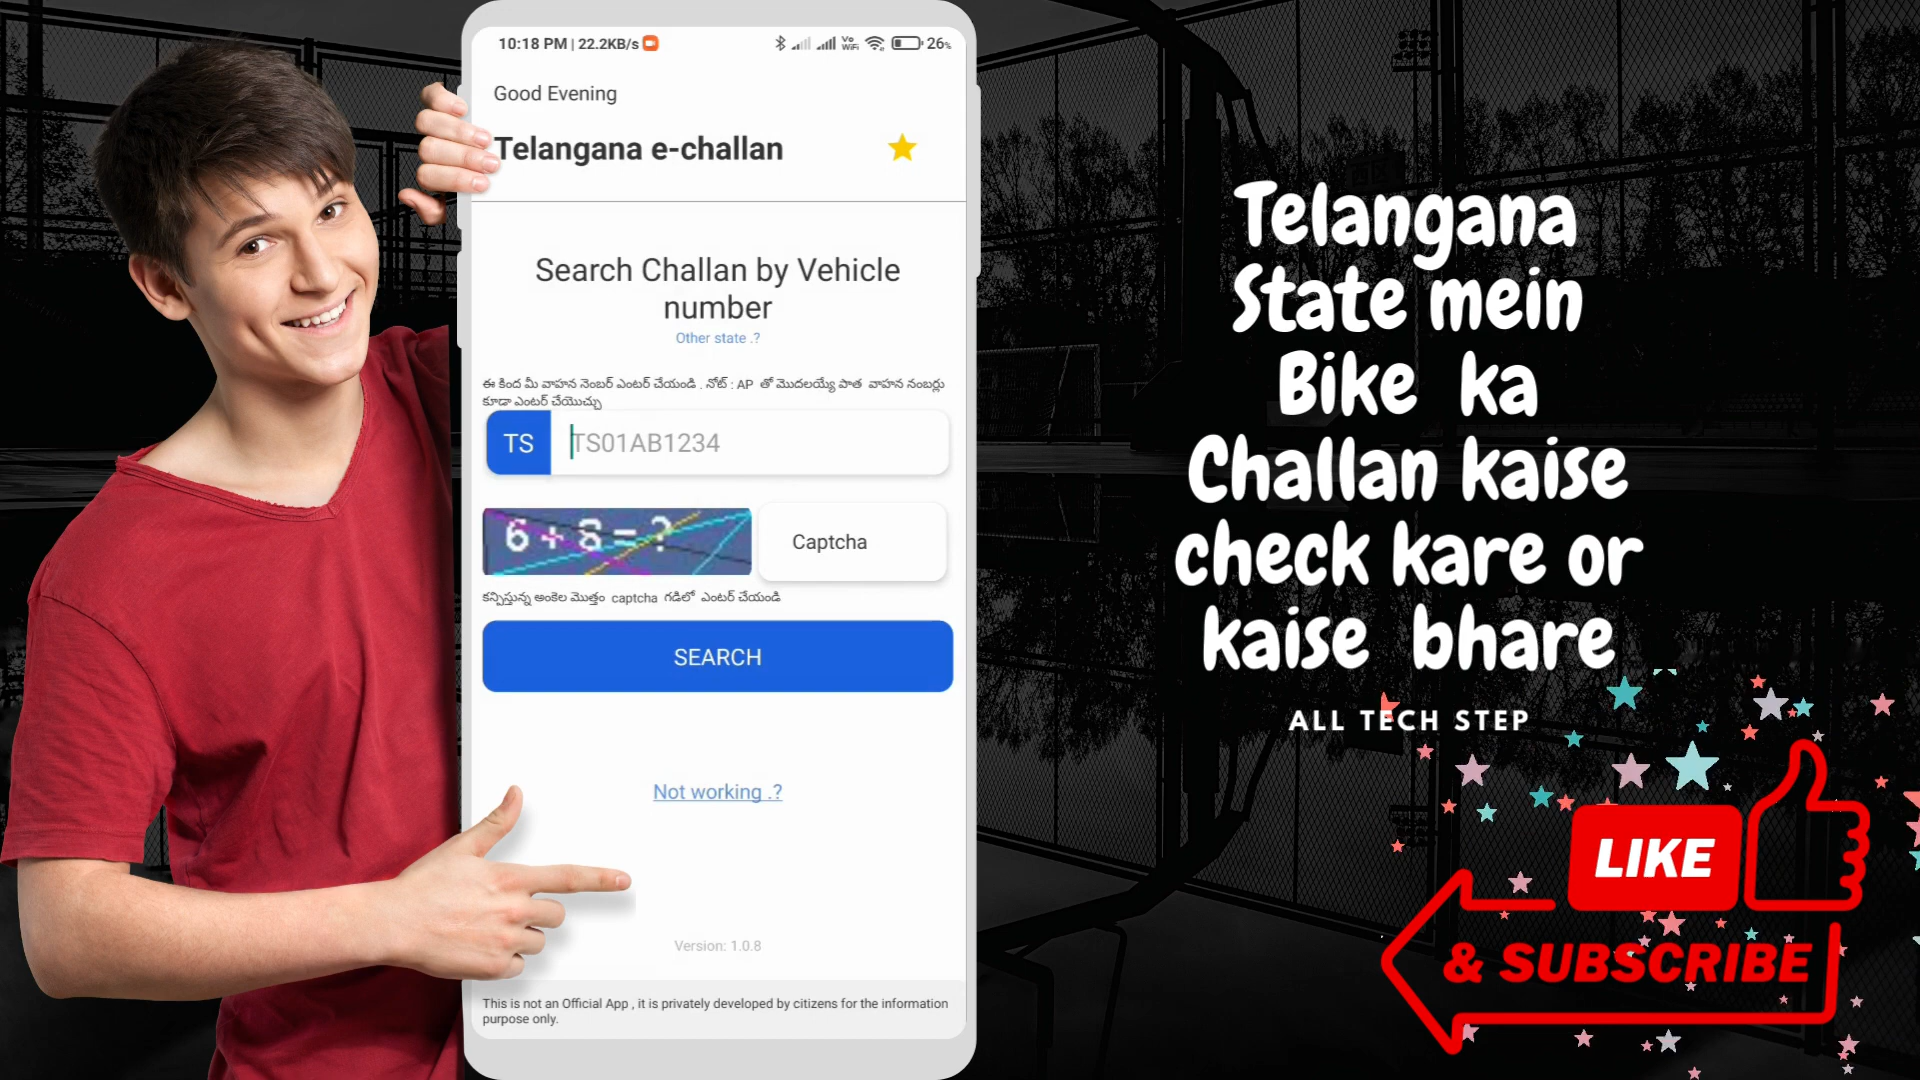 10:18 PM | 22.2KB/s
Vo
WiFi
26%
Good Evening
Telangana e-challan
Search Challan by Vehicle
number
Other state .?
ఈ కింద మీ వాహన నెంబర్ ఎంటర్ చేయండి . నోట్ : AP తో మొదలయ్యే పాత వాహన నంబర్లు
కూడా ఎంటర్ చేయొచ్చు
TS
TS01AB1234
6 + 8 = ?
Captcha
కన్పిస్తున్న అంకెల మొత్తం captcha గడిలో ఎంటర్ చేయండి
SEARCH
Not working .?
Version: 1.0.8
This is not an Official App , it is privately developed by citizens for the information
purpose only.
Telangana
State mein
Bike ka
Challan kaise
check kare or
kaise bhare
ALL TECH STEP
LIKE
& SUBSCRIBE